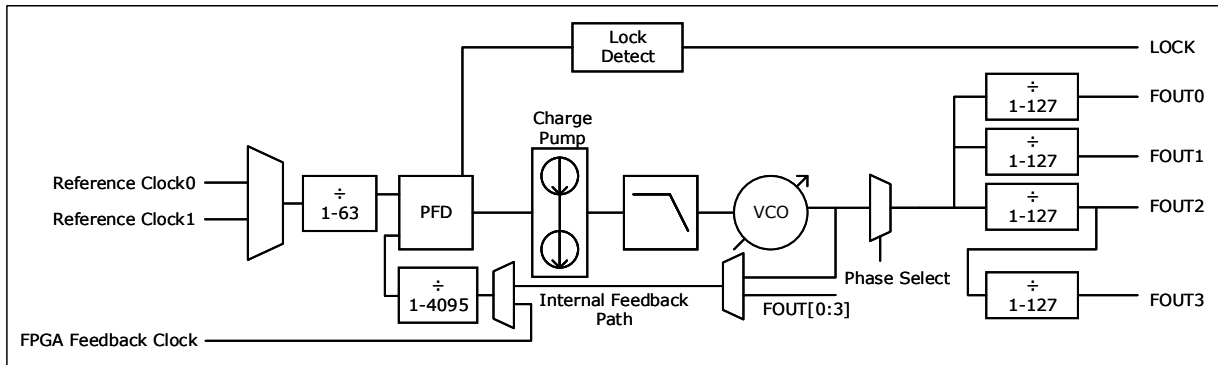 Lock
Detect
LOCK
÷
1-127
FOUT0
Charge
Pump
÷
1-127
FOUT1
Reference Clock0
Reference Clock1
÷
1-63
PFD
VCO
÷
1-127
FOUT2
Phase Select
÷
1-4095
Internal Feedback
Path
FOUT[0:3]
÷
1-127
FOUT3
FPGA Feedback Clock